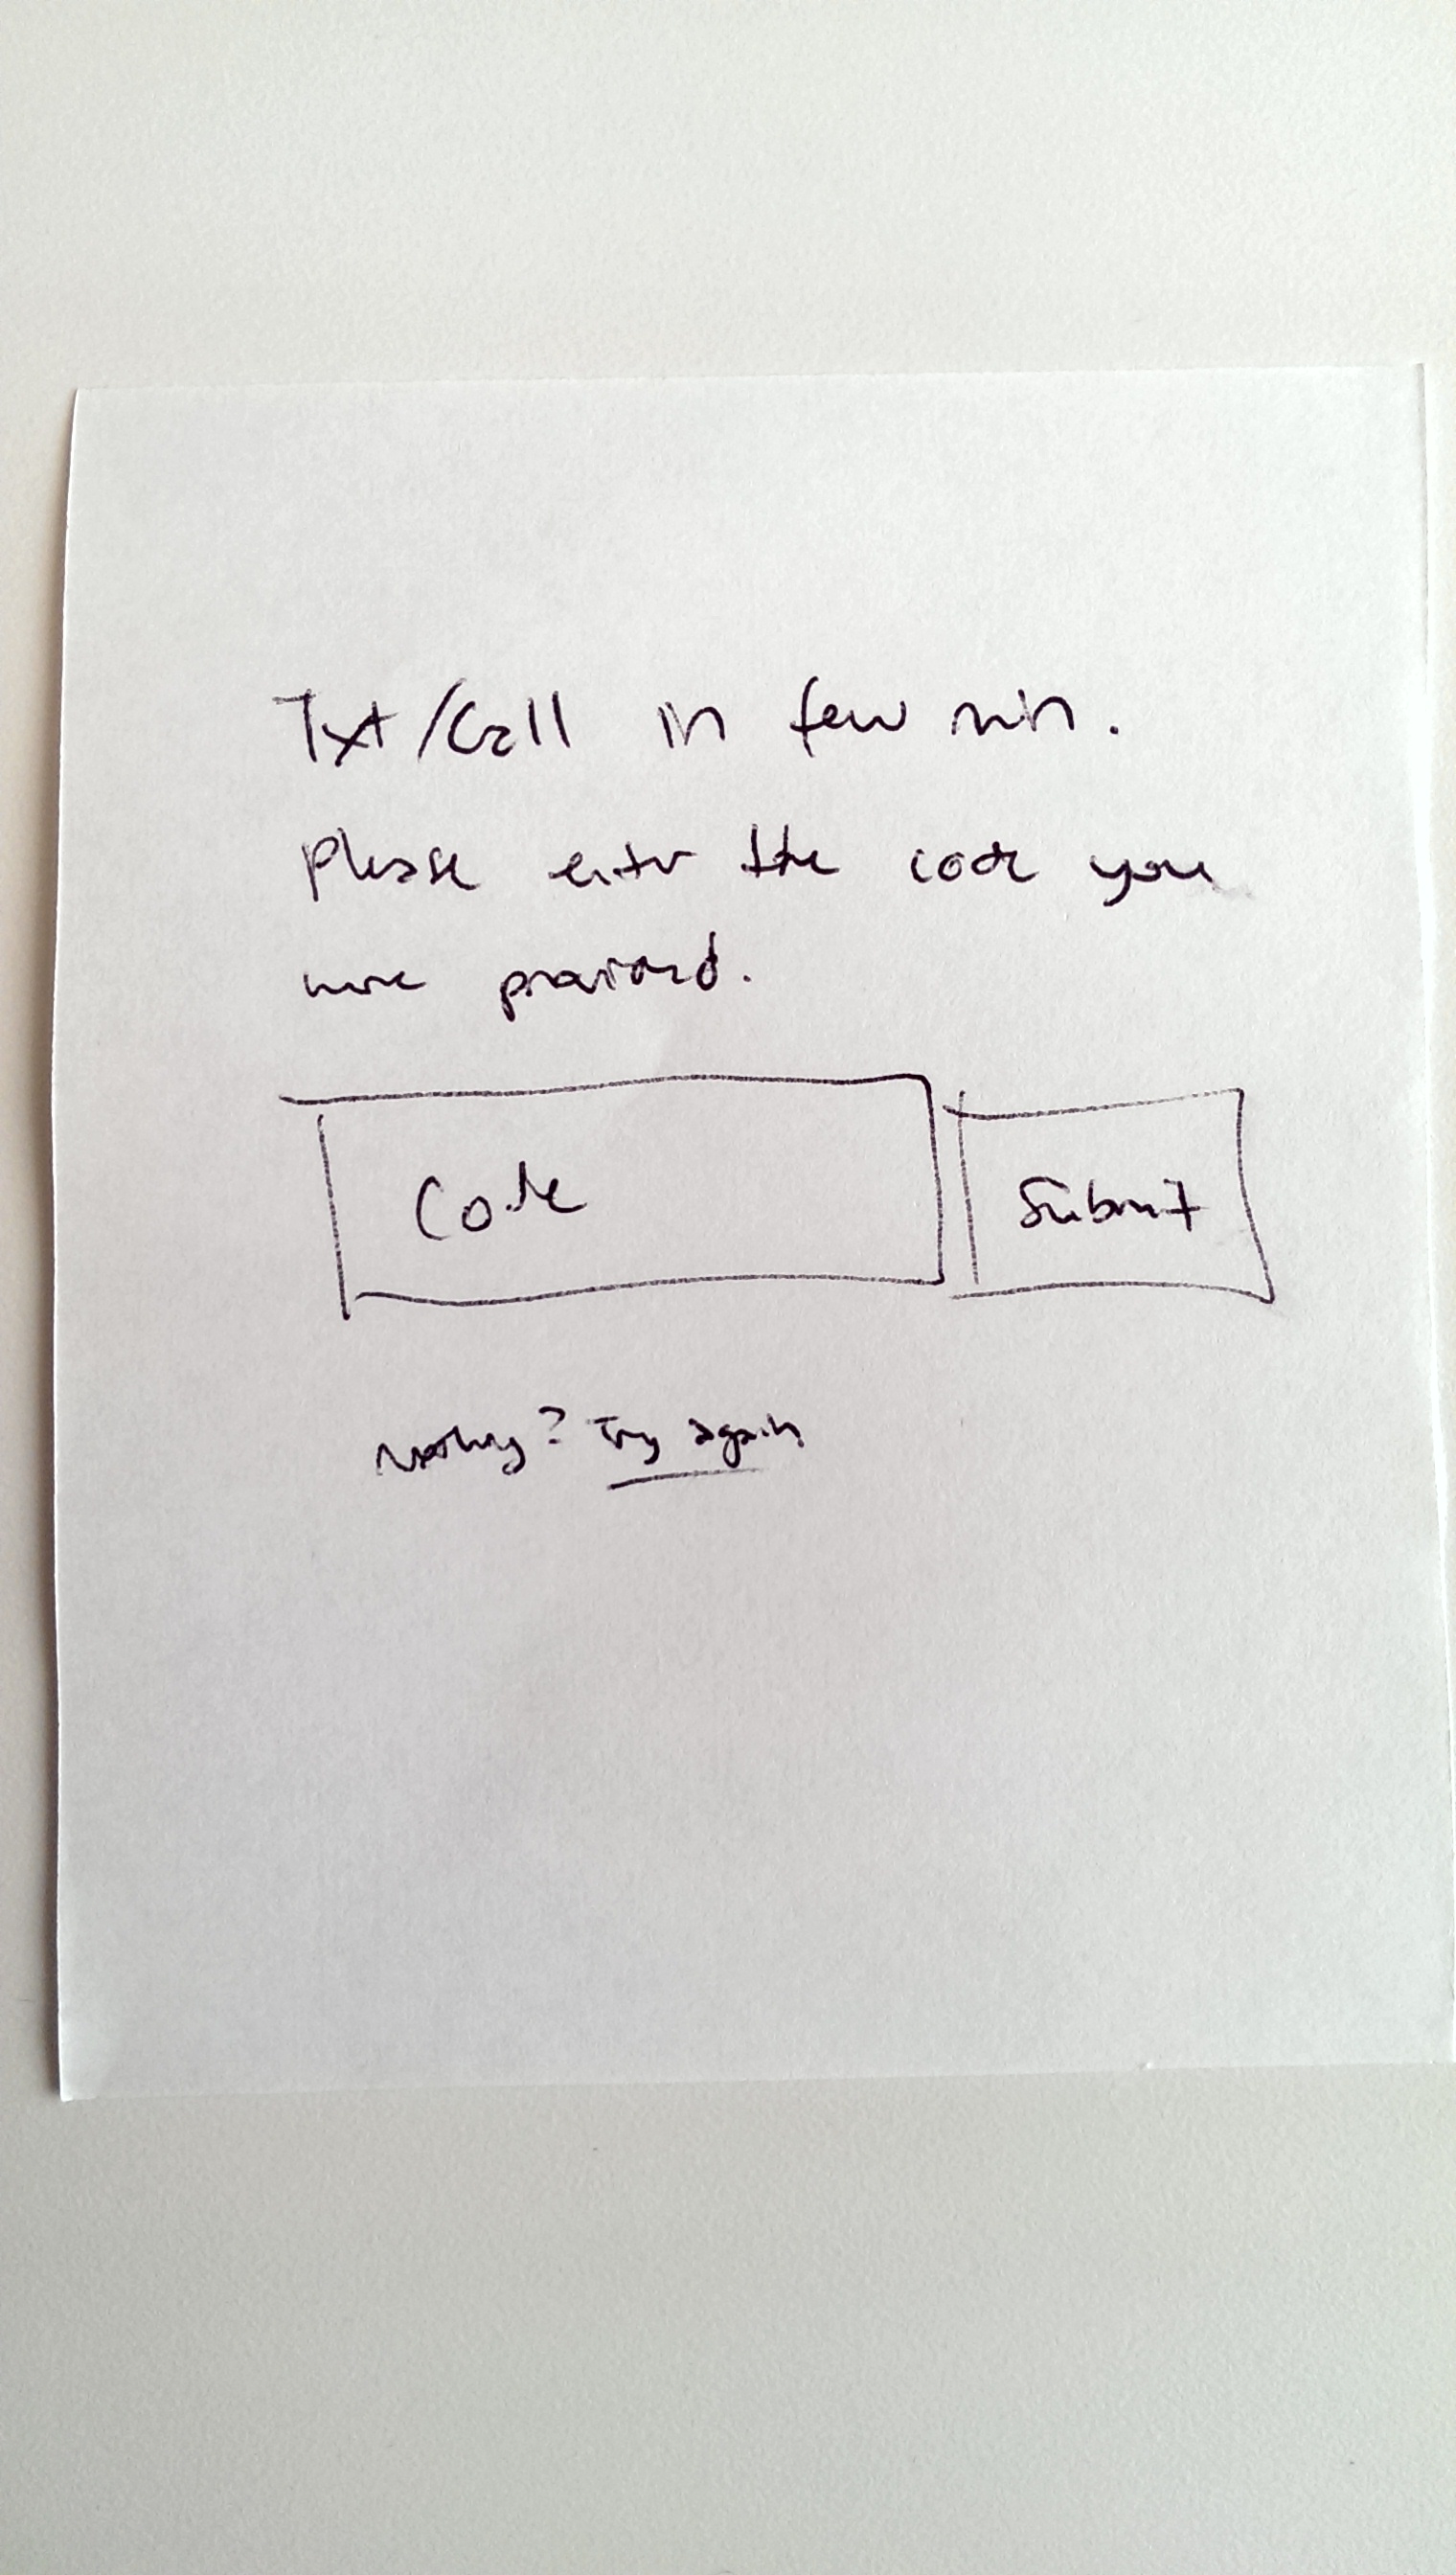 Txt/Call in few min.
Please enter the code you
were provided.
Code
Submit
Nothing? Try again